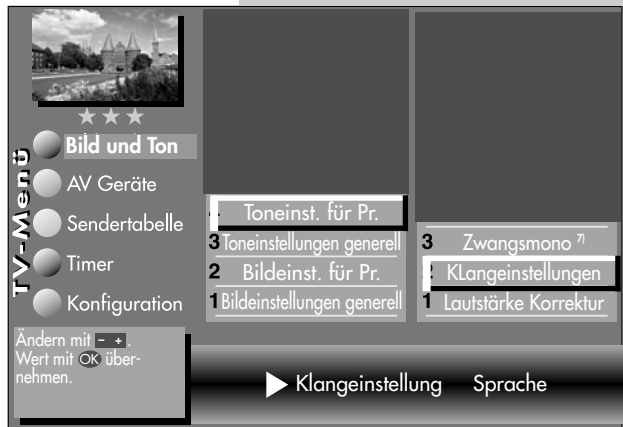 TV-Menü
Bild und Ton
AV Geräte
Sendertabelle
Timer
Konfiguration
Ändern mit - + .
Wert mit OK über-
nehmen.
4 Toneinst. für Pr.
3 Toneinstellungen generell
2 Bildeinst. für Pr.
1 Bildeinstellungen generell
3 Zwangsmono 7)
2 KLangeinstellungen
1 Lautstärke Korrektur
Klangeinstellung Sprache